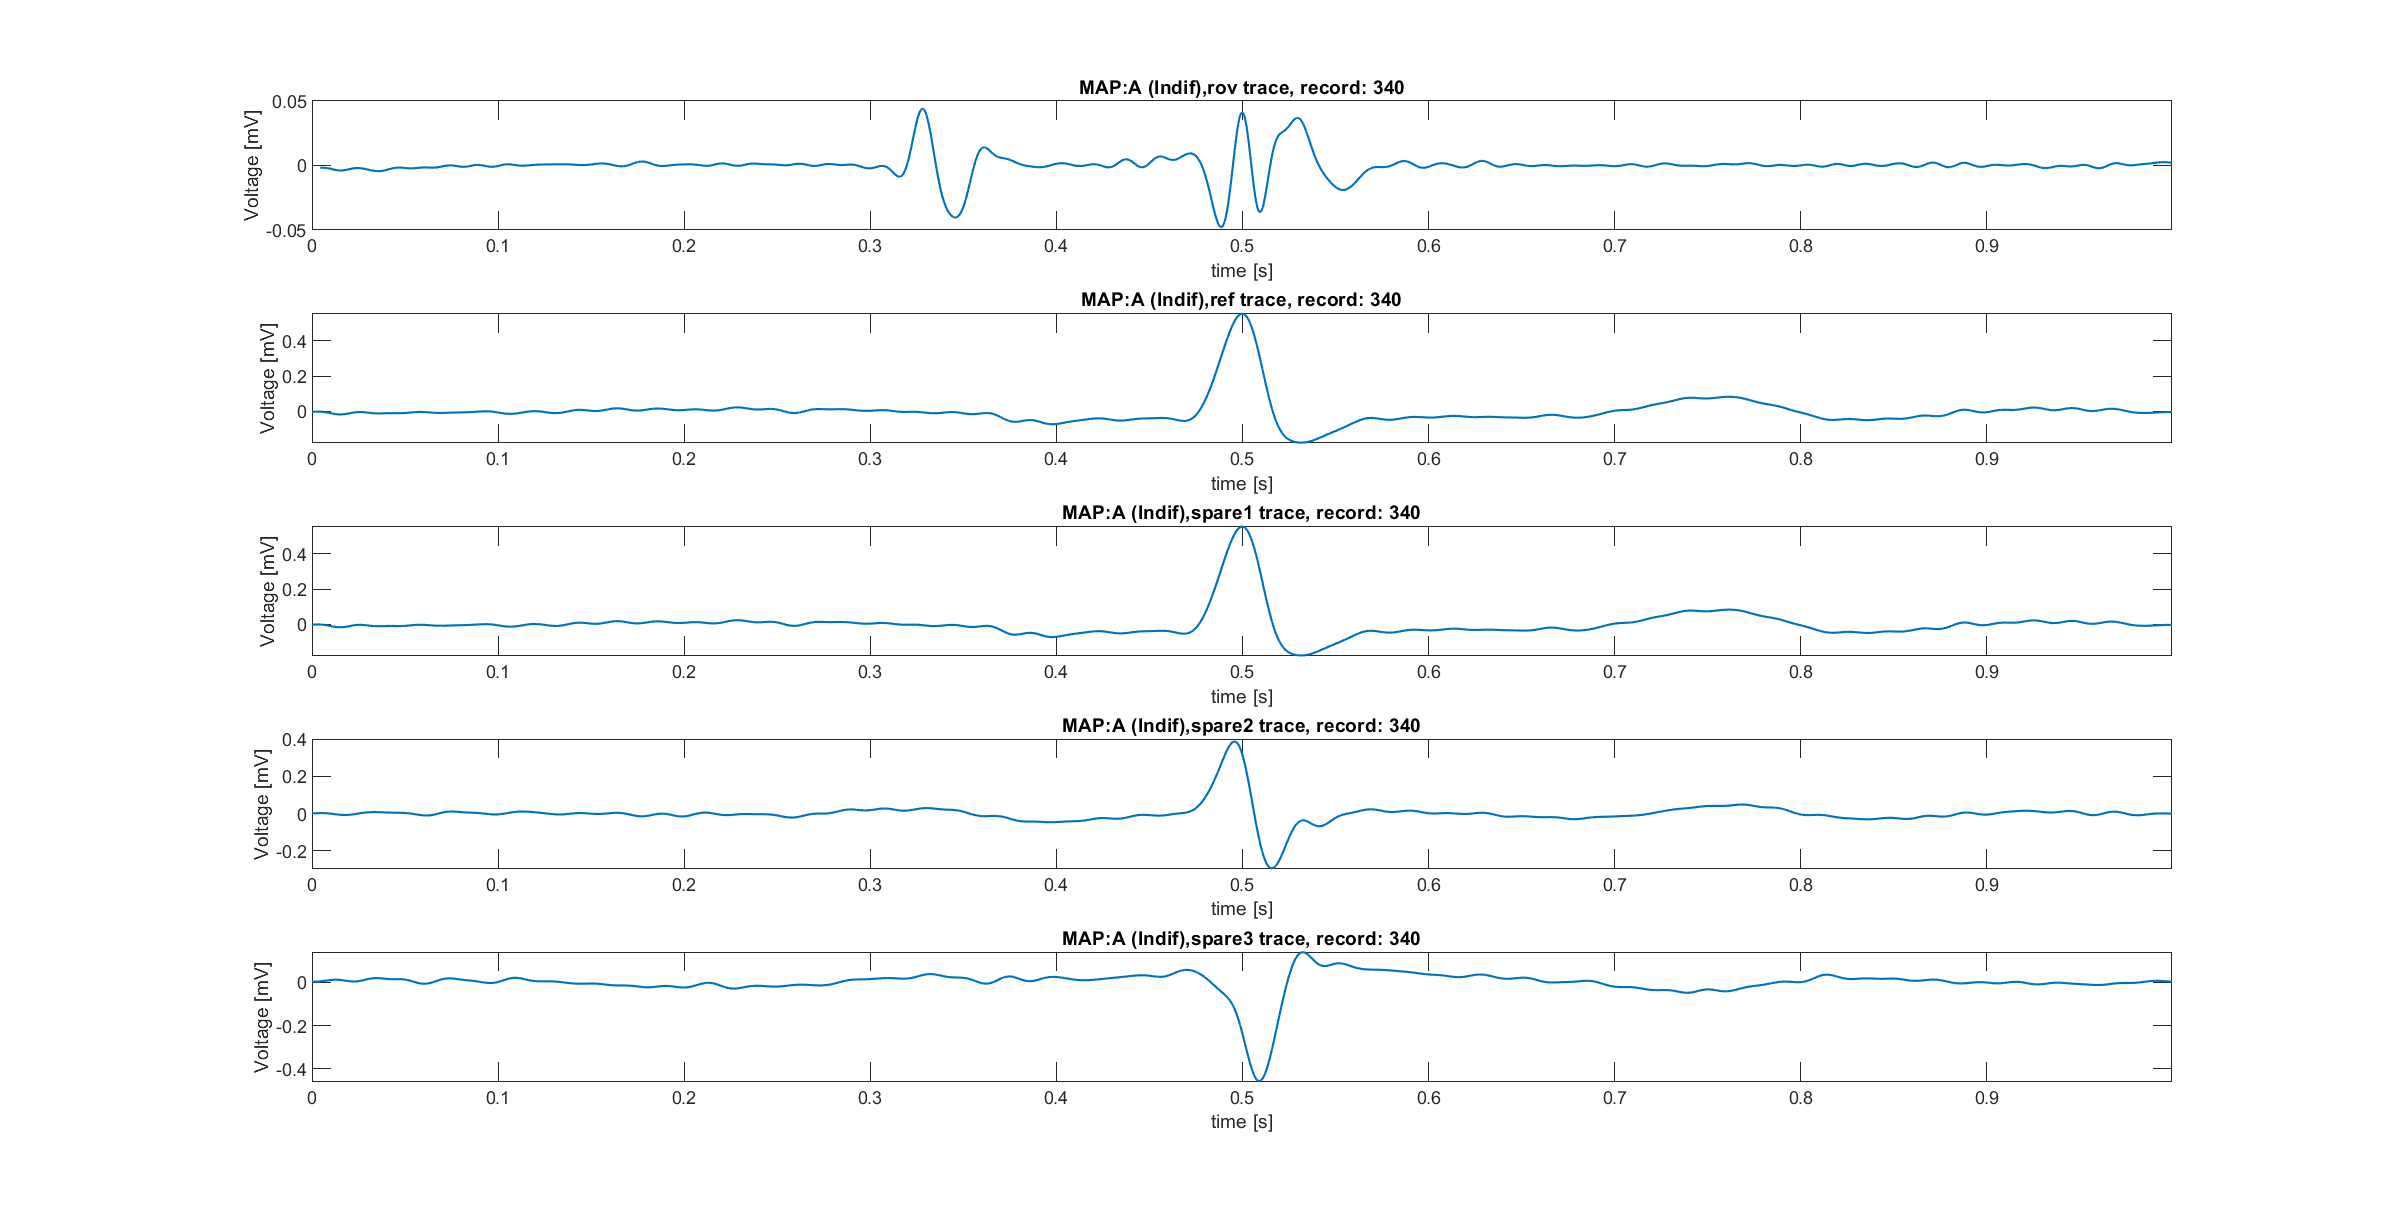 MAP:A (Indif),rov trace, record: 340
Voltage [mV]
0.05
0
-0.05
0 0.1 0.2 0.3 0.4 0.5 0.6 0.7 0.8 0.9
time [s]
MAP:A (Indif),ref trace, record: 340
Voltage [mV]
0.4
0.2
0
0 0.1 0.2 0.3 0.4 0.5 0.6 0.7 0.8 0.9
time [s]
MAP:A (Indif),spare1 trace, record: 340
Voltage [mV]
0.4
0.2
0
0 0.1 0.2 0.3 0.4 0.5 0.6 0.7 0.8 0.9
time [s]
MAP:A (Indif),spare2 trace, record: 340
Voltage [mV]
0.4
0.2
0
-0.2
0 0.1 0.2 0.3 0.4 0.5 0.6 0.7 0.8 0.9
time [s]
MAP:A (Indif),spare3 trace, record: 340
Voltage [mV]
0
-0.2
-0.4
0 0.1 0.2 0.3 0.4 0.5 0.6 0.7 0.8 0.9
time [s]